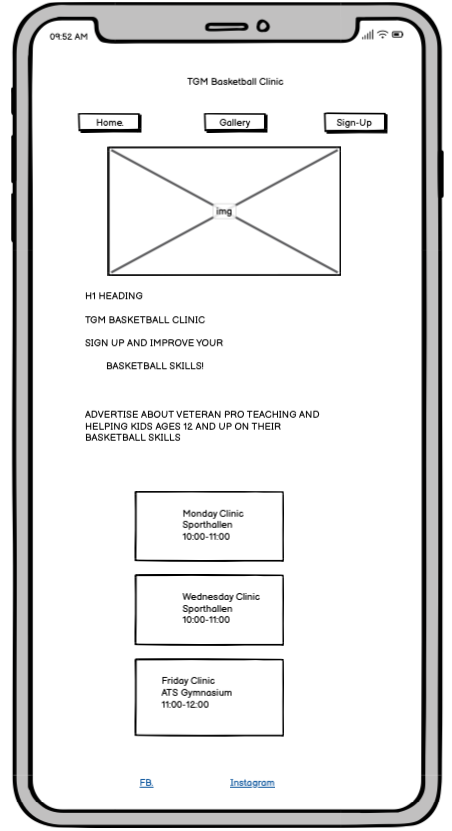 09:52 AM
TGM Basketball Clinic
Home.
Gallery
Sign-Up
img
H1 HEADING
TGM BASKETBALL CLINIC
SIGN UP AND IMPROVE YOUR
BASKETBALL SKILLS!
ADVERTISE ABOUT VETERAN PRO TEACHING AND
HELPING KIDS AGES 12 AND UP ON THEIR
BASKETBALL SKILLS
Monday Clinic
Sporthallen
10:00-11:00
Wednesday Clinic
Sporthallen
10:00-11:00
Friday Clinic
ATS Gymnasium
11:00-12:00
FB.
Instagram